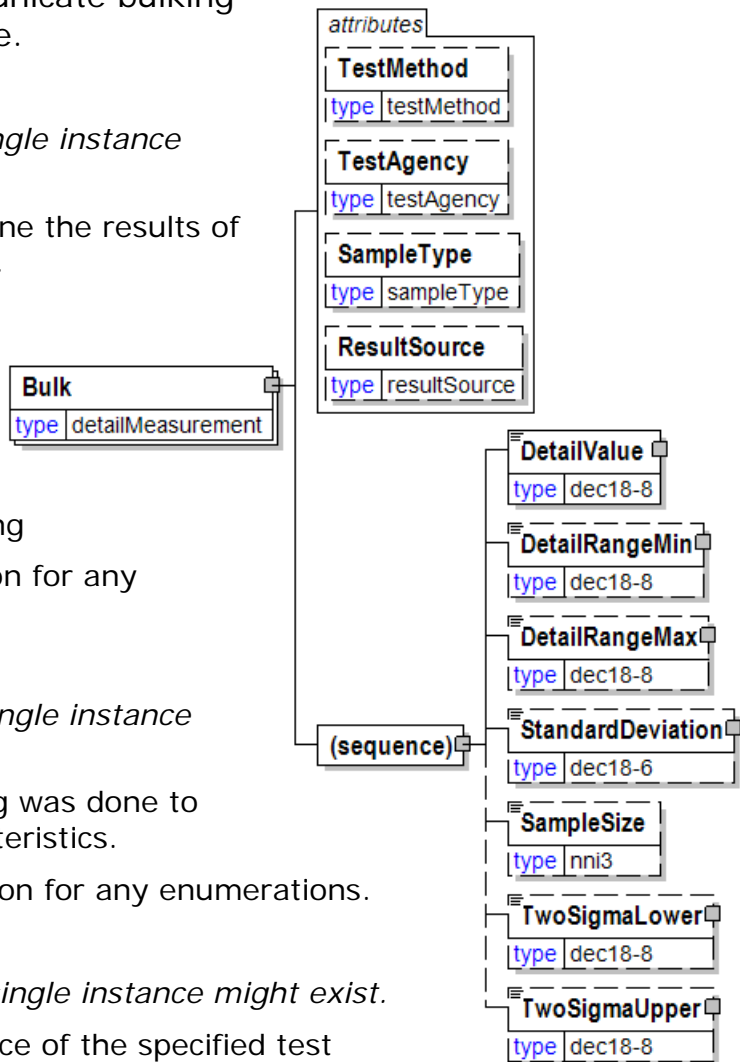 nicate bulking
e.
ngle instance
ne the results of
ng
on for any
ngle instance
g was done to
teristics.
on for any enumerations.
single instance might exist.
ce of the specified test
attributes
TestMethod
type testMethod
TestAgency
type testAgency
SampleType
type sampleType
ResultSource
type resultSource
Bulk
type detailMeasurement
(sequence)
DetailValue
type dec18-8
DetailRangeMin
type dec18-8
DetailRangeMax
type dec18-8
StandardDeviation
type dec18-6
SampleSize
type nni3
TwoSigmaLower
type dec18-8
TwoSigmaUpper
type dec18-8